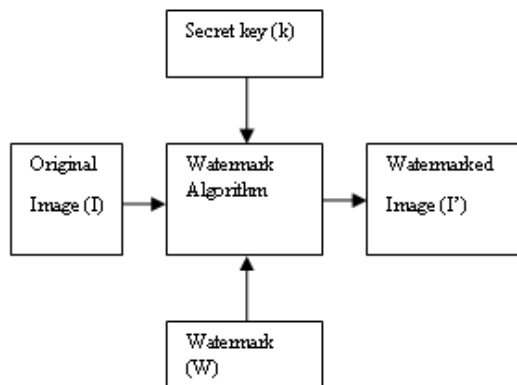 Secret key (k)
Original
Image (I)
Watermark
Algorithm
Watermarked
Image (I’)
Watermark
(W)